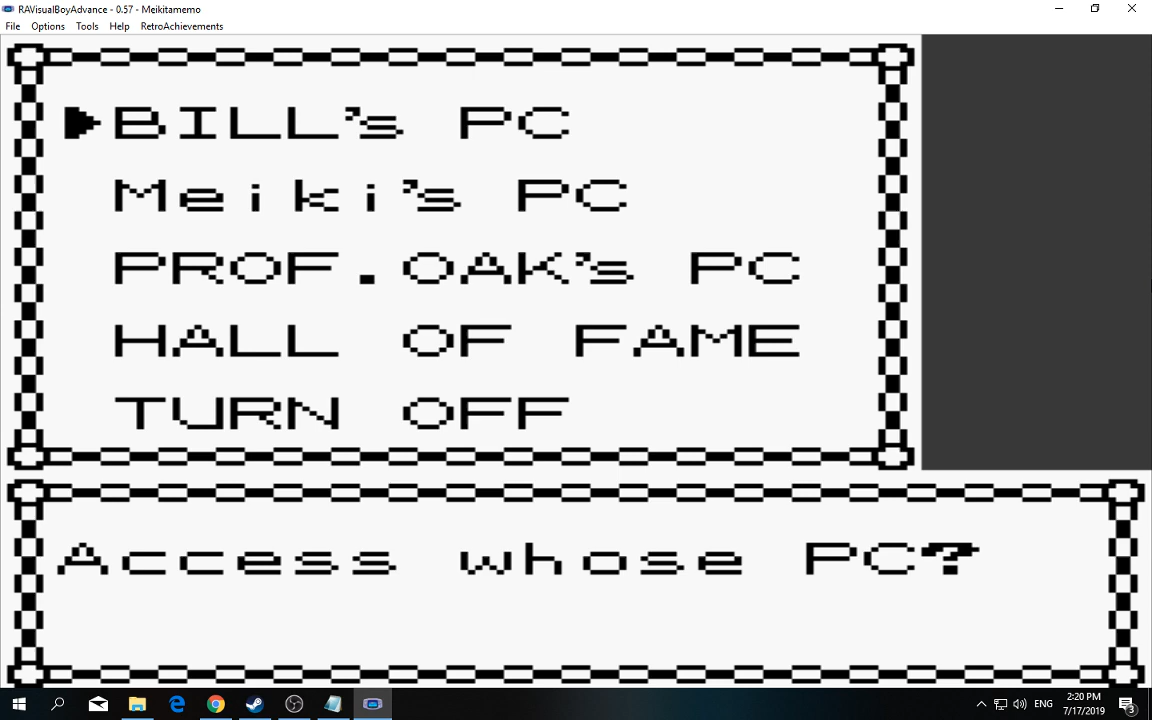 RAVisualBoyAdvance - 0.57 - Meikitamemo
File Options Tools Help RetroAchievements
BILL's PC
Meiki's PC
PROF.OAK's PC
HALL OF FAME
TURN OFF
Access whose PC?
ENG
2:20 PM
7/17/2019
3